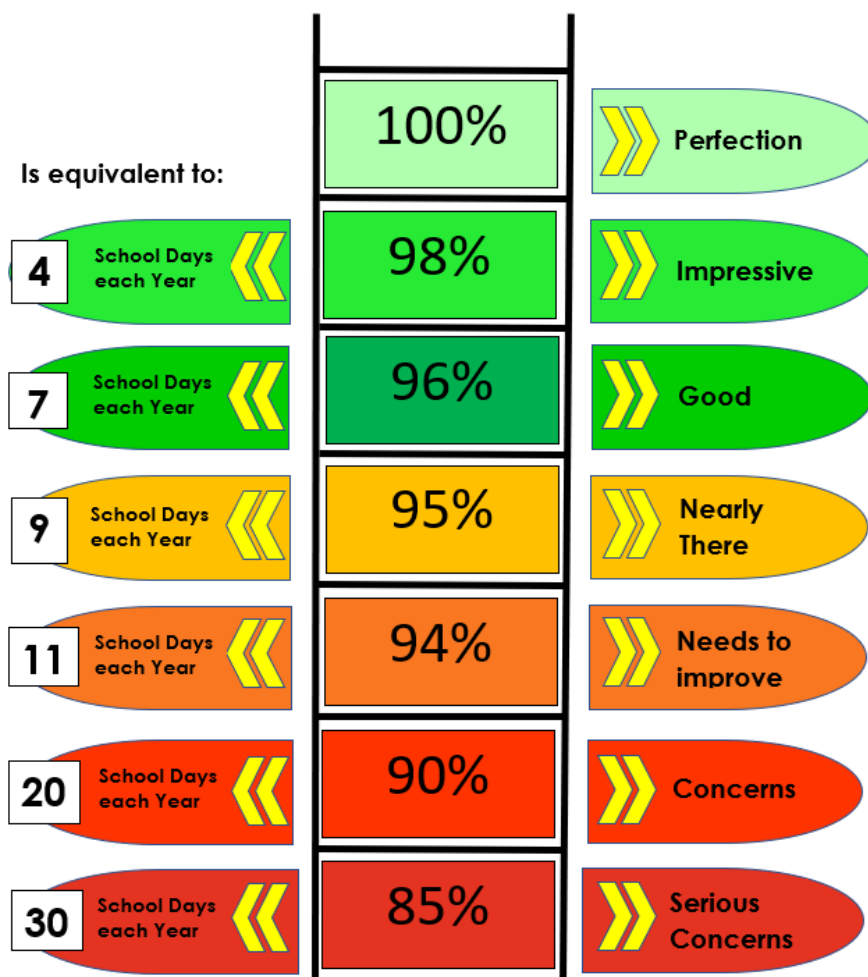 100%
Perfection
Is equivalent to:
4
School Days
each Year
98%
Impressive
7
School Days
each Year
96%
Good
9
School Days
each Year
95%
Nearly
There
11
School Days
each Year
94%
Needs to
improve
20
School Days
each Year
90%
Concerns
30
School Days
each Year
85%
Serious
Concerns